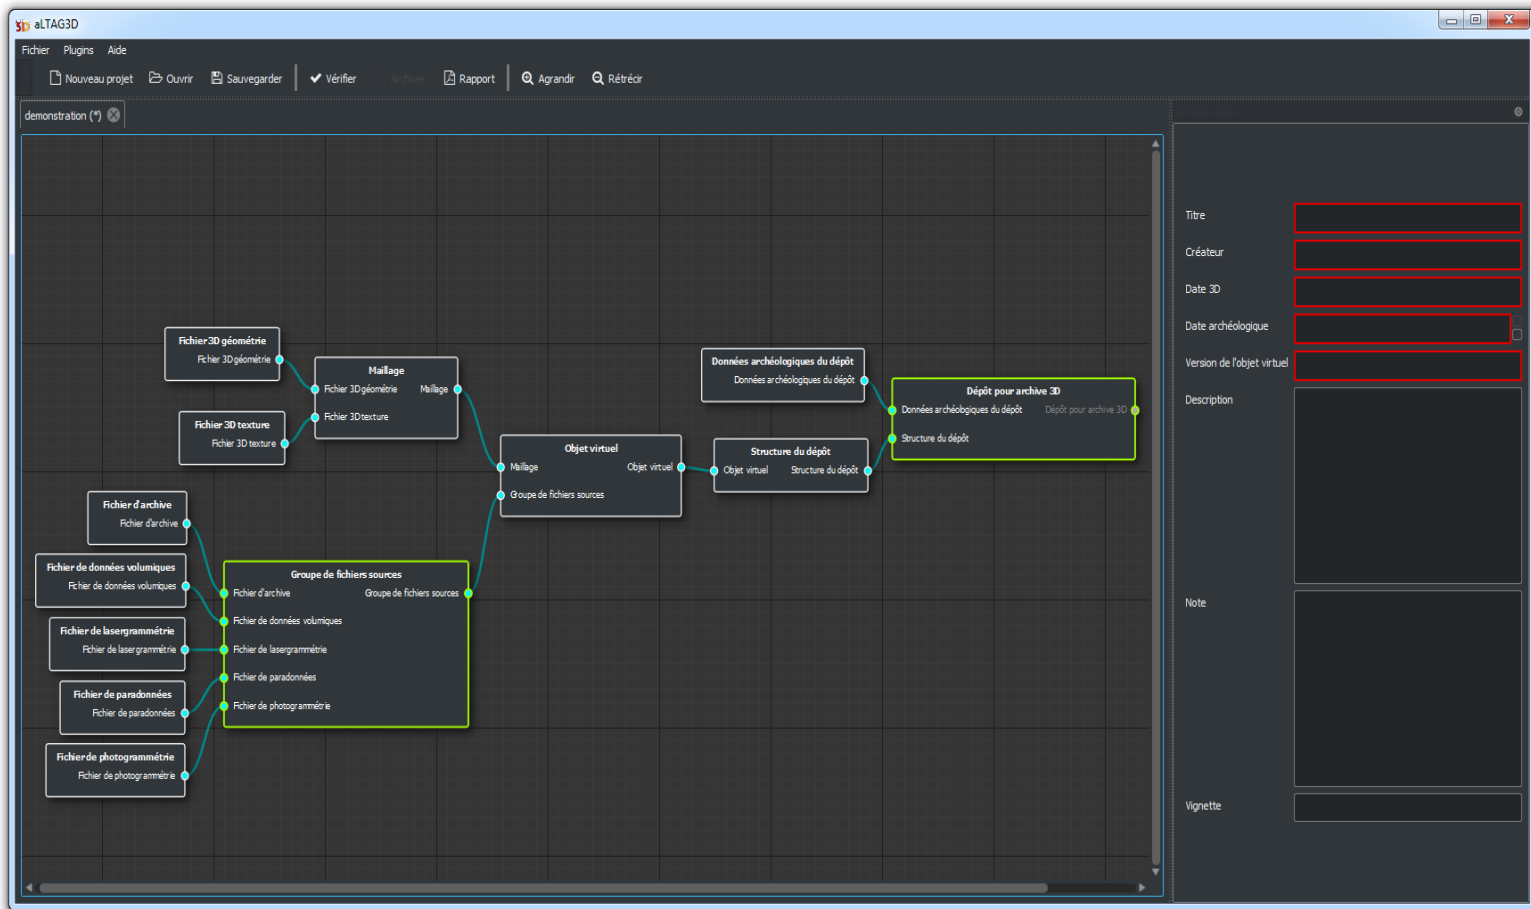 aLTAG3D
Fichier Plugins Aide
Nouveau projet Ouvrir Sauvegarder Vérifier Archiver Rapport Agrandir Rétrécir
demonstration (*)
Fichier 3D géométrie
Fichier 3D géométrie
Maillage
Fichier 3D géométrie Maillage
Fichier 3D texture
Fichier 3D texture
Fichier 3D texture
Données archéologiques du dépôt
Données archéologiques du dépôt
Dépôt pour archive 3D
Données archéologiques du dépôt Dépôt pour archive 3D
Structure du dépôt
Objet virtuel
Maillage Objet virtuel
Groupe de fichiers sources
Structure du dépôt
Objet virtuel Structure du dépôt
Fichier d'archive
Fichier d'archive
Fichier de données volumiques
Fichier de données volumiques
Fichier de lasergrammétrie
Fichier de lasergrammétrie
Fichier de paradonnées
Fichier de paradonnées
Fichier de photogrammétrie
Fichier de photogrammétrie
Groupe de fichiers sources
Fichier d'archive Groupe de fichiers sources
Fichier de données volumiques
Fichier de lasergrammétrie
Fichier de paradonnées
Fichier de photogrammétrie
Titre
Créateur
Date 3D
Date archéologique
Version de l'objet virtuel
Description
Note
Vignette